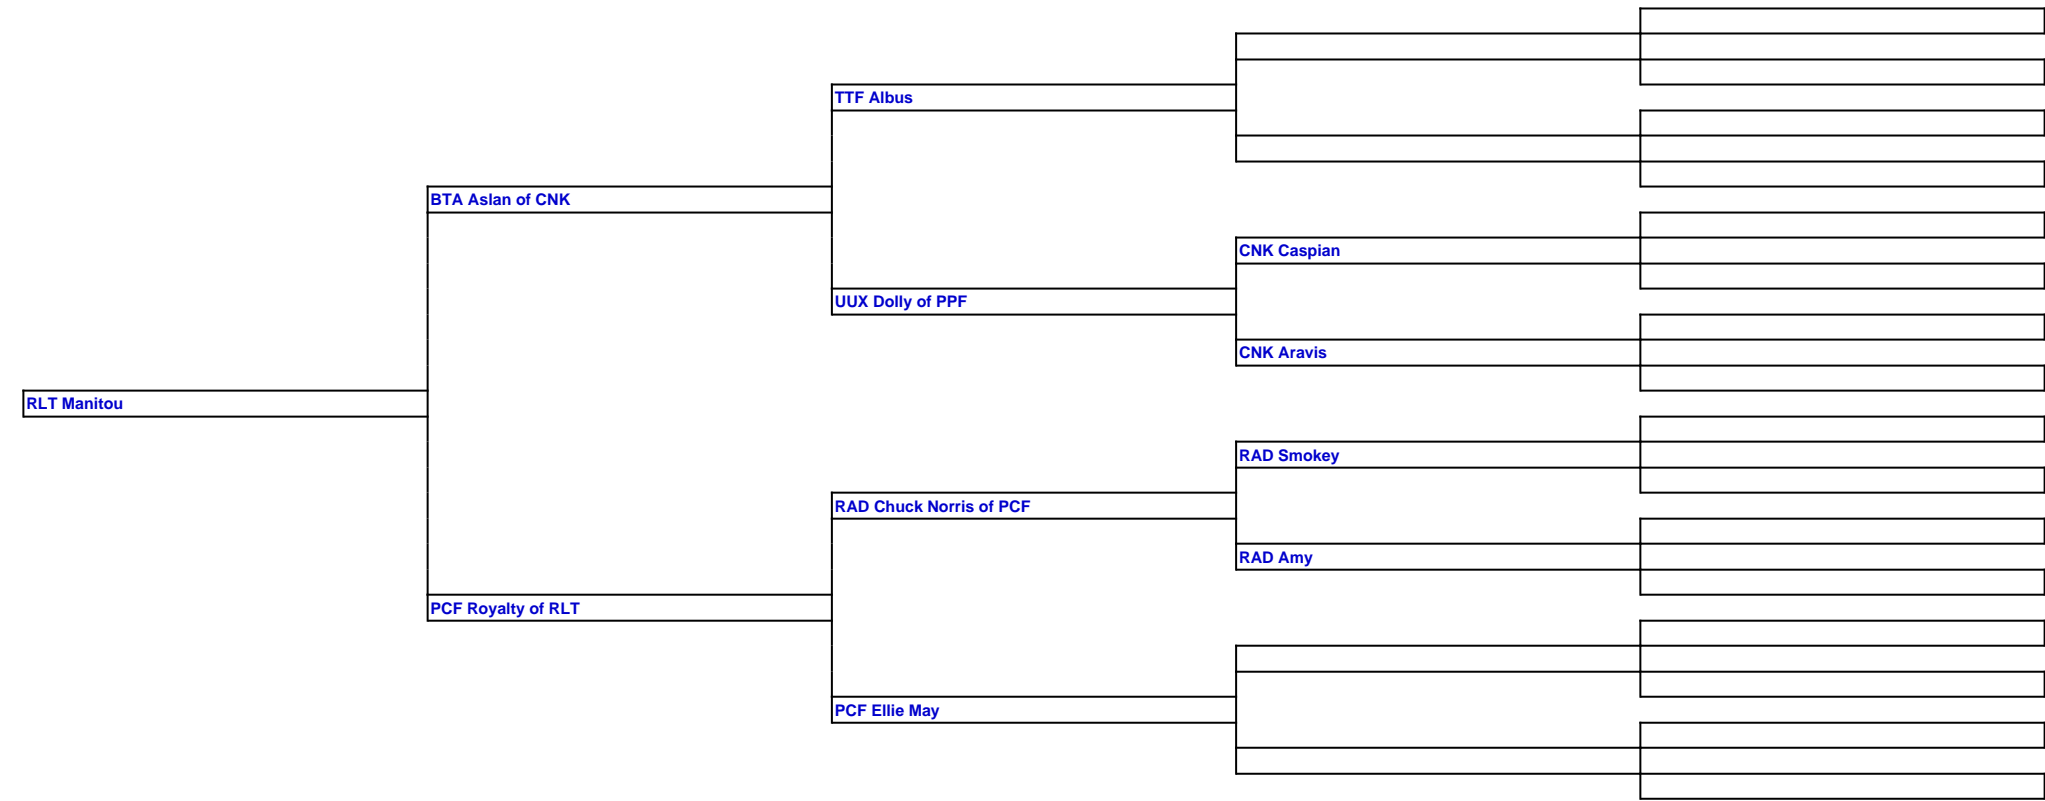 TTF Albus
BTA Aslan of CNK
CNK Caspian
UUX Dolly of PPF
CNK Aravis
RLT Manitou
RAD Smokey
RAD Chuck Norris of PCF
RAD Amy
PCF Royalty of RLT
PCF Ellie May